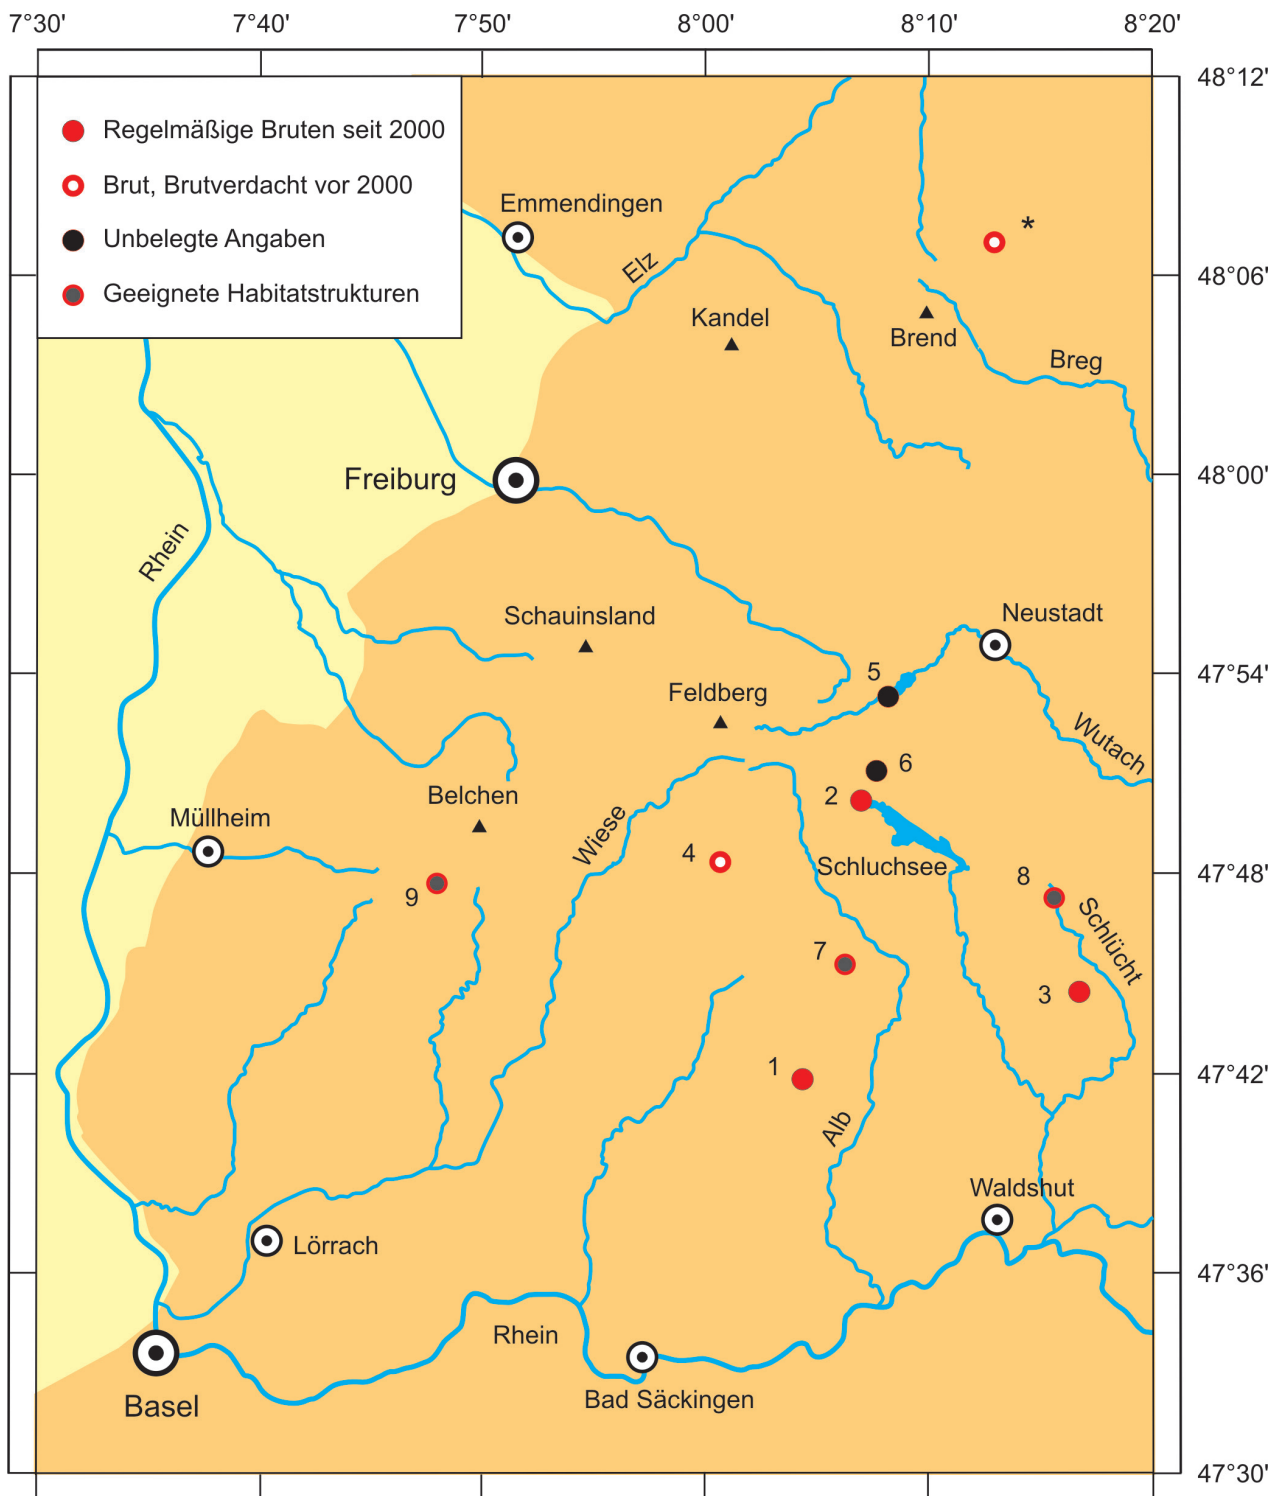 7°30' 7°40' 7°50' 8°00' 8°10' 8°20'
48°12'
Regelmäßige Bruten seit 2000
Brut, Brutverdacht vor 2000
Unbelegte Angaben
Geeignete Habitatstrukturen
Emmendingen
*
Elz
48°06'
Kandel
Brend
Breg
Freiburg
48°00'
Rhein
Schauinsland
Neustadt
5
47°54'
Feldberg
Wutach
6
Belchen
2
Müllheim
Wiese
4
Schluchsee
47°48'
8
9
Schlücht
7
3
1
47°42'
Alb
Waldshut
Lörrach
47°36'
Rhein
Bad Säckingen
Basel
47°30'